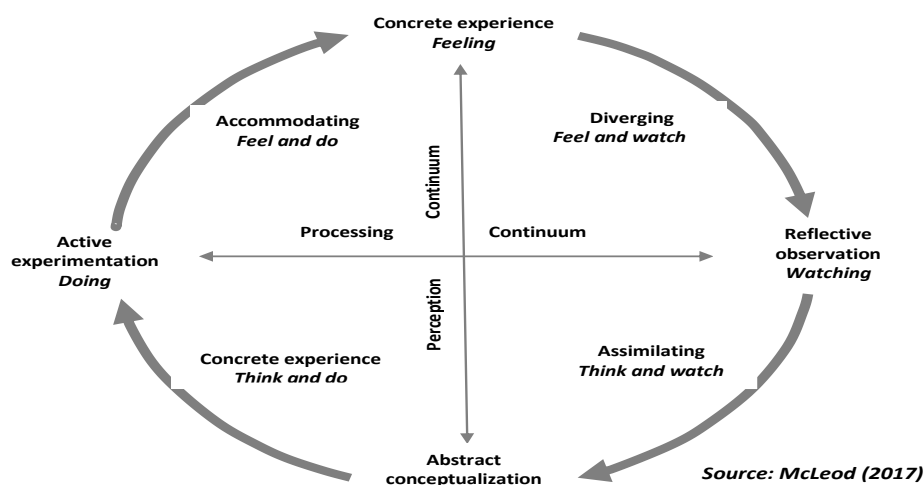 Concrete experience
Feeling
Accommodating
Feel and do
Diverging
Feel and watch
Continuum
Processing
Continuum
Active
experimentation
Doing
Reflective
observation
Watching
Perception
Concrete experience
Think and do
Assimilating
Think and watch
Abstract
conceptualization
Source: McLeod (2017)